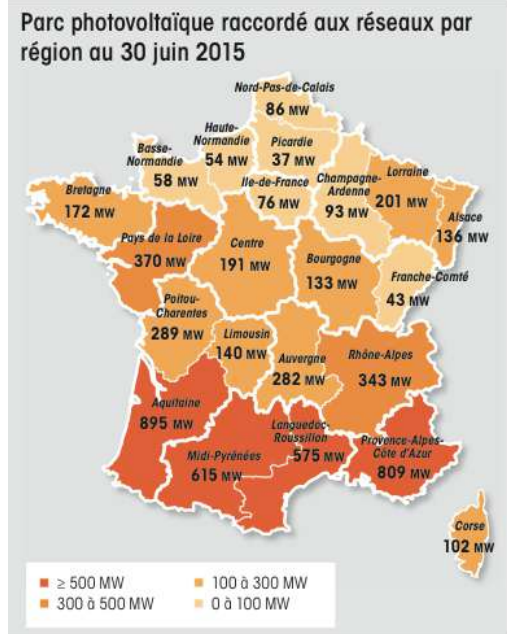 Parc photovoltaïque raccordé aux réseaux par
région au 30 juin 2015
Nord-Pas-de-Calais
86 MW
Haute-
Normandie
54 MW
Picardie
37 MW
Basse-
Normandie
58 MW
Ile-de-France
76 MW
Champagne-
Ardenne
93 MW
Lorraine
201 MW
Alsace
136 MW
Bretagne
172 MW
Pays de la Loire
370 MW
Centre
191 MW
Bourgogne
133 MW
Franche-Comté
43 MW
Poitou-
Charentes
289 MW
Limousin
140 MW
Auvergne
282 MW
Rhône-Alpes
343 MW
Aquitaine
895 MW
Midi-Pyrénées
615 MW
Languedoc-
Roussillon
575 MW
Provence-Alpes-
Côte d'Azur
809 MW
Corse
102 MW
≥ 500 MW
300 à 500 MW
100 à 300 MW
0 à 100 MW